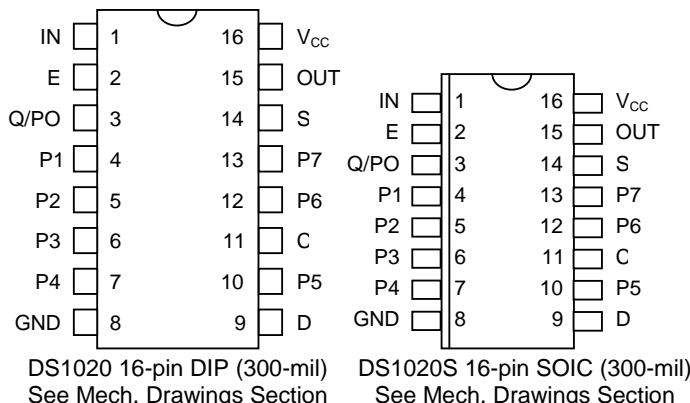 IN 1 16 VCC
E 2 15 OUT
Q/PO 3 14 S
P1 4 13 P7
P2 5 12 P6
P3 6 11 C
P4 7 10 P5
GND 8 9 D
DS1020 16-pin DIP (300-mil)
See Mech. Drawings Section
IN 1 16 VCC
E 2 15 OUT
Q/PO 3 14 S
P1 4 13 P7
P2 5 12 P6
P3 6 11 C
P4 7 10 P5
GND 8 9 D
DS1020S 16-pin SOIC (300-mil)
See Mech. Drawings Section